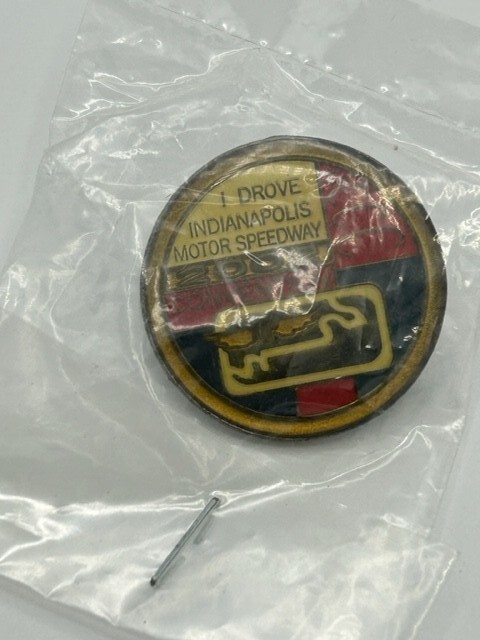 I DROVE
INDIANAPOLIS
MOTOR SPEEDWAY